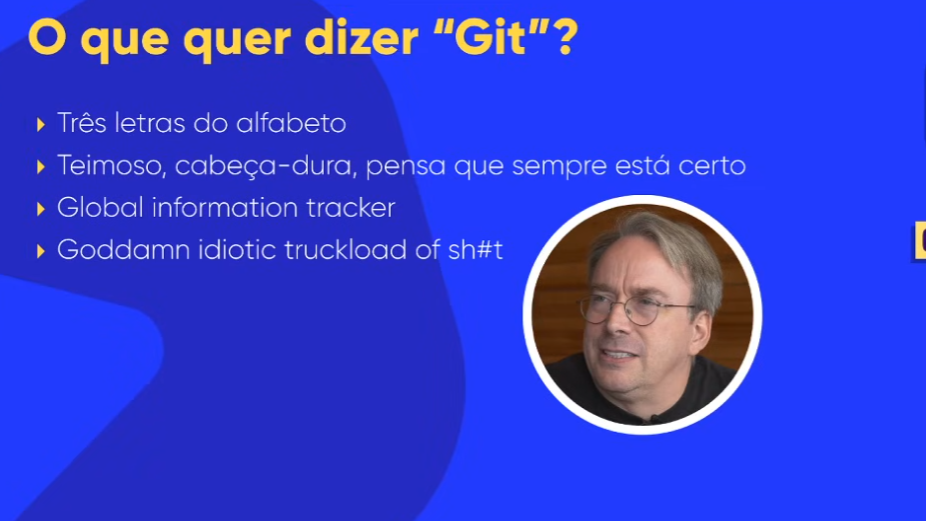 O que quer dizer “Git”?
Três letras do alfabeto
Teimoso, cabeça-dura, pensa que sempre está certo
Global information tracker
Goddamn idiotic truckload of sh#t